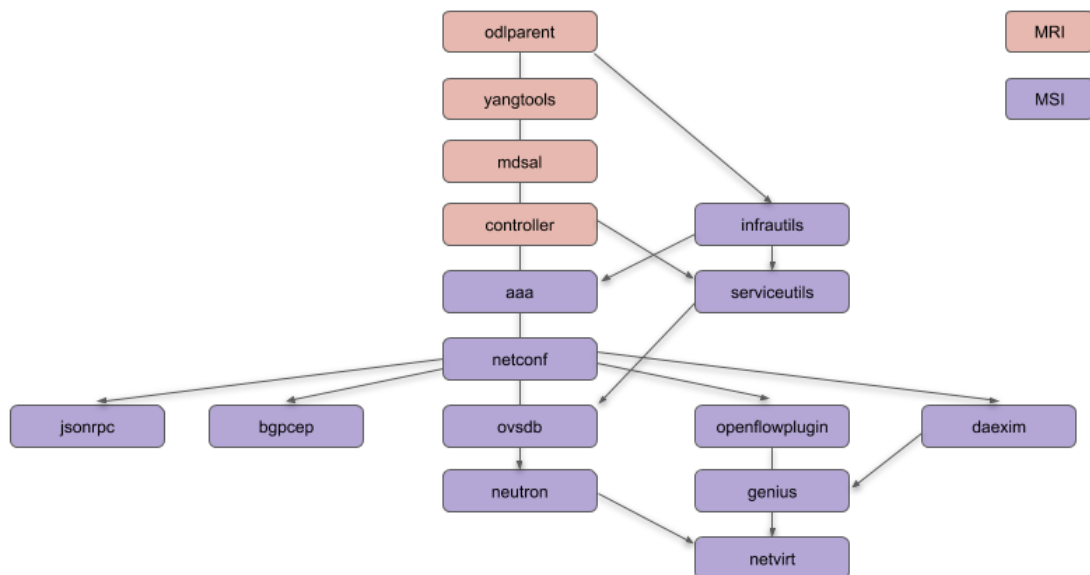 odlparent
MRI
yangtools
MSI
mdsal
controller
infrautils
aaa
serviceutils
netconf
jsonrpc
bgpcep
ovsdb
openflowplugin
daexim
neutron
genius
netvirt